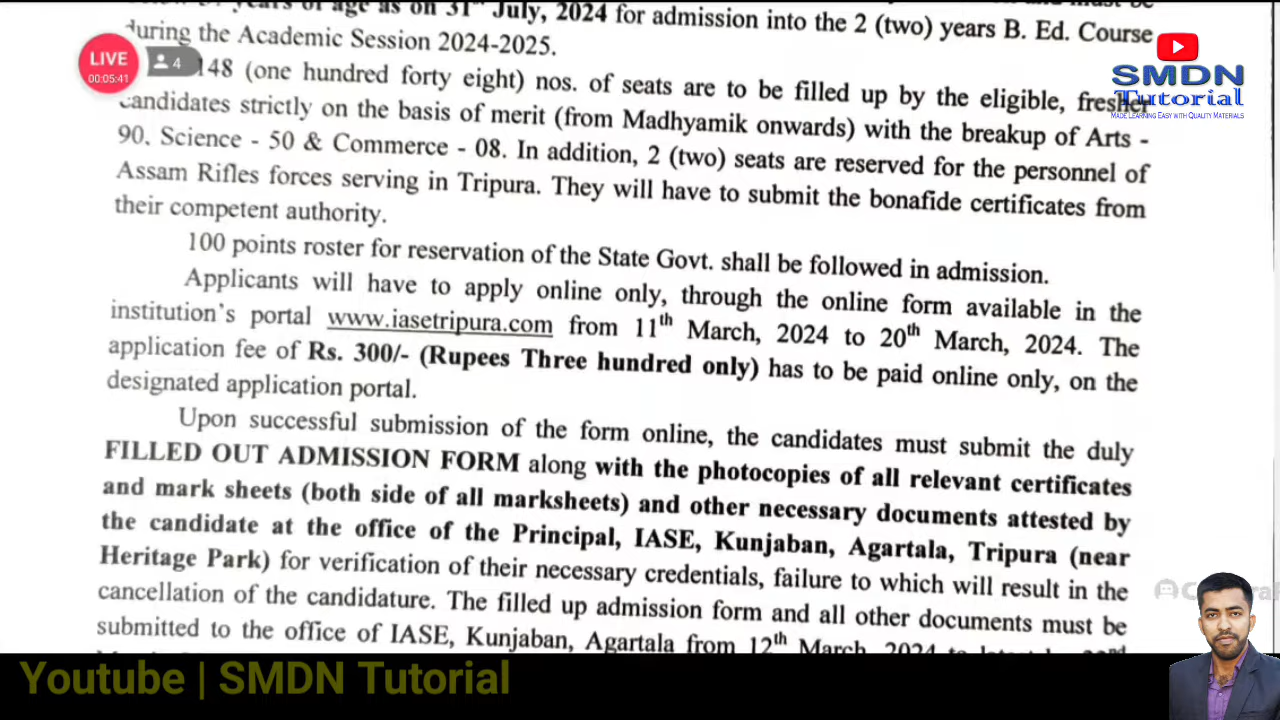 years of age as on 31st July, 2024 for admission into the 2 (two) years B. Ed. Course
during the Academic Session 2024-2025.
LIVE
00:05:41
4
148 (one hundred forty eight) nos. of seats are to be filled up by the eligible, fresher
candidates strictly on the basis of merit (from Madhyamik onwards) with the breakup of Arts -
90, Science - 50 & Commerce - 08. In addition, 2 (two) seats are reserved for the personnel of
Assam Rifles forces serving in Tripura. They will have to submit the bonafide certificates from
their competent authority.
100 points roster for reservation of the State Govt. shall be followed in admission.
Applicants will have to apply online only, through the online form available in the
institution's portal www.iasetripura.com from 11th March, 2024 to 20th March, 2024. The
application fee of Rs. 300/- (Rupees Three hundred only) has to be paid online only, on the
designated application portal.
Upon successful submission of the form online, the candidates must submit the duly
FILLED OUT ADMISSION FORM along with the photocopies of all relevant certificates
and mark sheets (both side of all marksheets) and other necessary documents attested by
the candidate at the office of the Principal, IASE, Kunjaban, Agartala, Tripura (near
Heritage Park) for verification of their necessary credentials, failure to which will result in the
cancellation of the candidature. The filled up admission form and all other documents must be
submitted to the office of IASE, Kunjaban, Agartala from 12th March, 2024 to
SMDN
Tutorial
MADE LEARNING EASY WITH QUALITY MATERIALS
Youtube | SMDN Tutorial